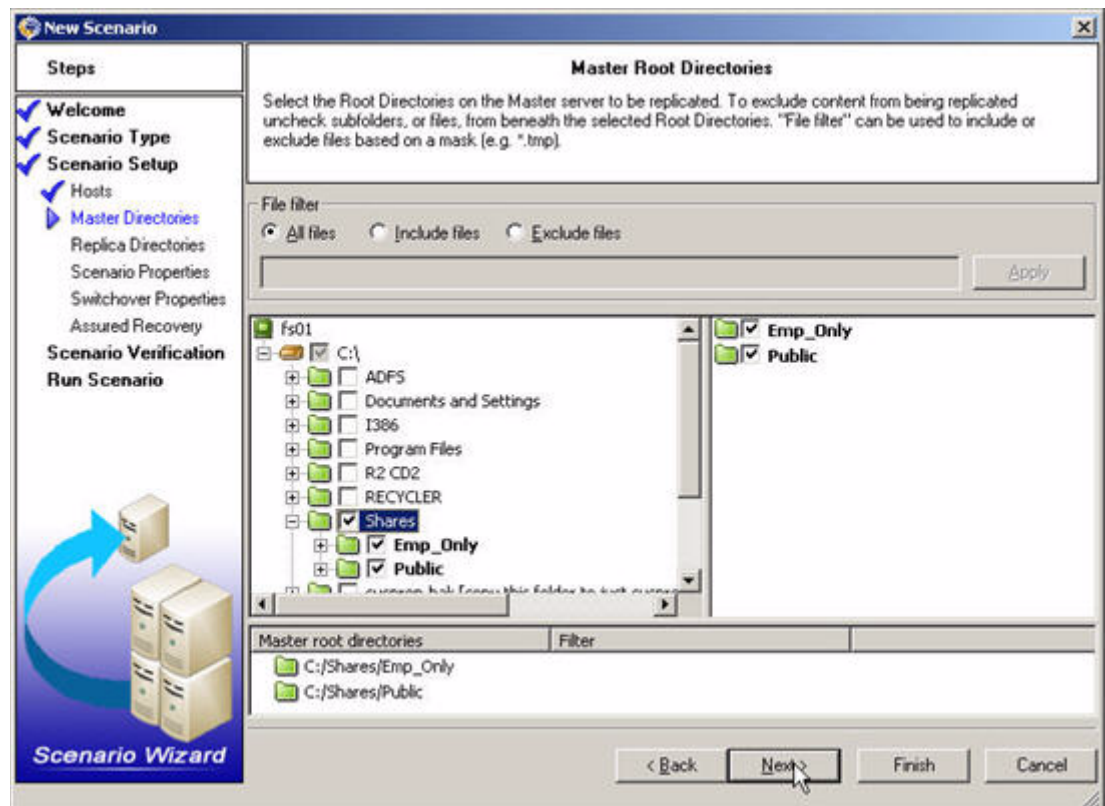 New Scenario
Steps
Welcome
Scenario Type
Scenario Setup
Hosts
Master Directories
Replica Directories
Scenario Properties
Switchover Properties
Assured Recovery
Scenario Verification
Run Scenario
Scenario Wizard
Master Root Directories
Select the Root Directories on the Master server to be replicated. To exclude content from being replicated
uncheck subfolders, or files, from beneath the selected Root Directories. "File filter" can be used to include or
exclude files based on a mask (e.g. *.tmp).
File filter
All files Include files Exclude files
Apply
fs01
C:\
ADFS
Documents and Settings
I386
Program Files
R2 CD2
RECYCLER
Shares
Emp_Only
Public
Emp_Only
Public
Master root directories Filter
C:/Shares/Emp_Only
C:/Shares/Public
< Back Next > Finish Cancel